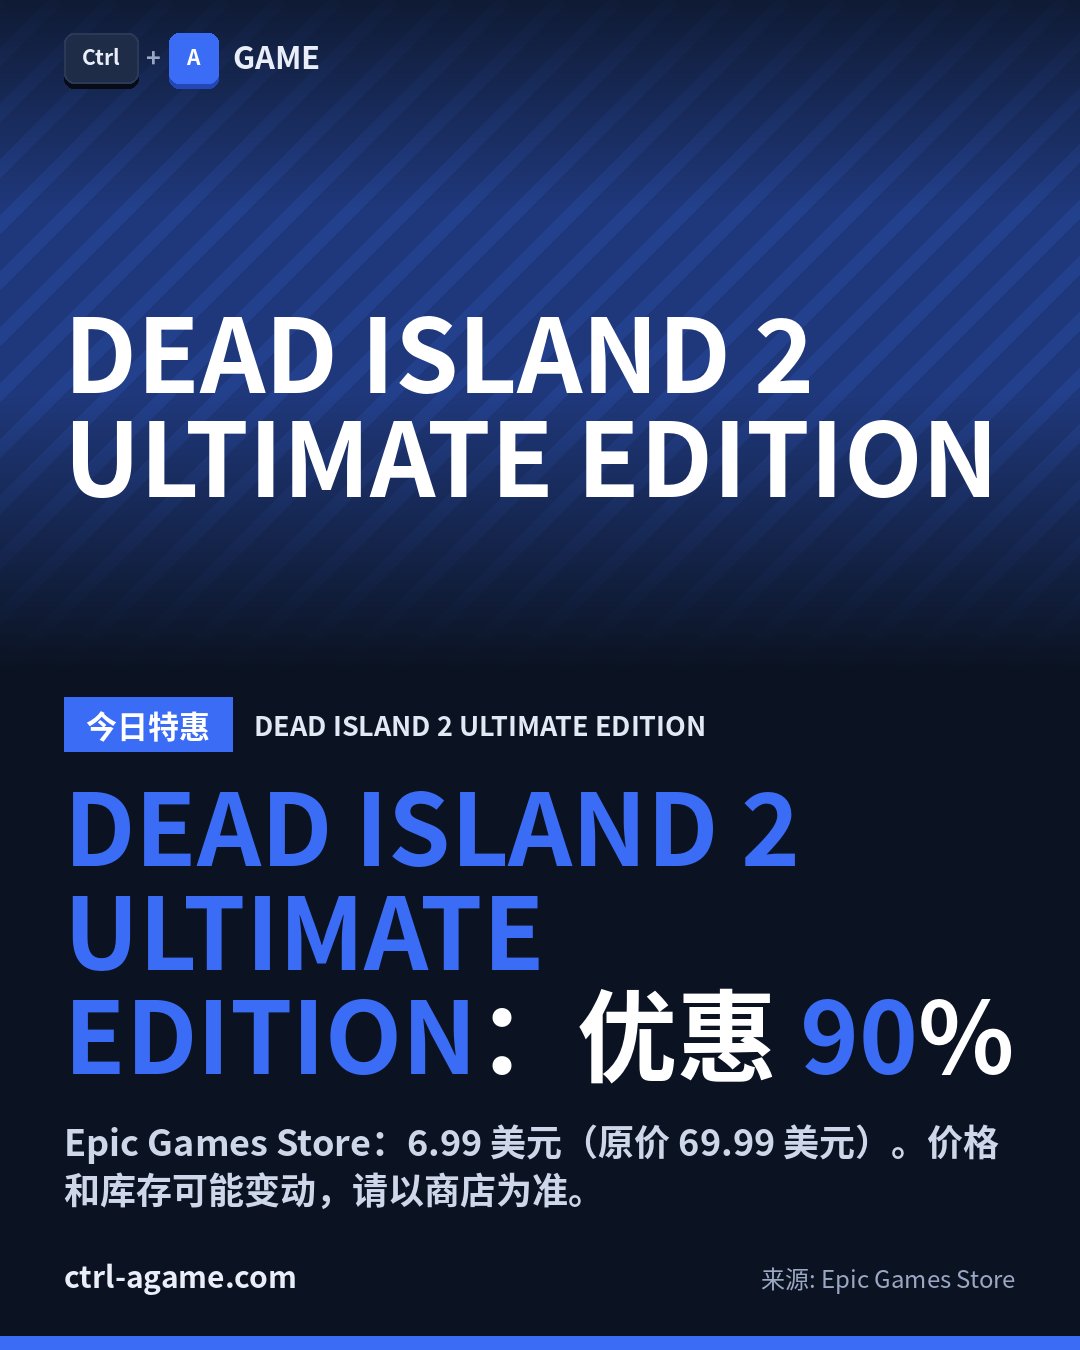 Ctrl + A GAME
DEAD ISLAND 2
ULTIMATE EDITION
今日特惠 DEAD ISLAND 2 ULTIMATE EDITION
DEAD ISLAND 2
ULTIMATE
EDITION：优惠 90%
Epic Games Store：6.99 美元（原价 69.99 美元）。价格
和库存可能变动，请以商店为准。
ctrl-agame.com
来源: Epic Games Store